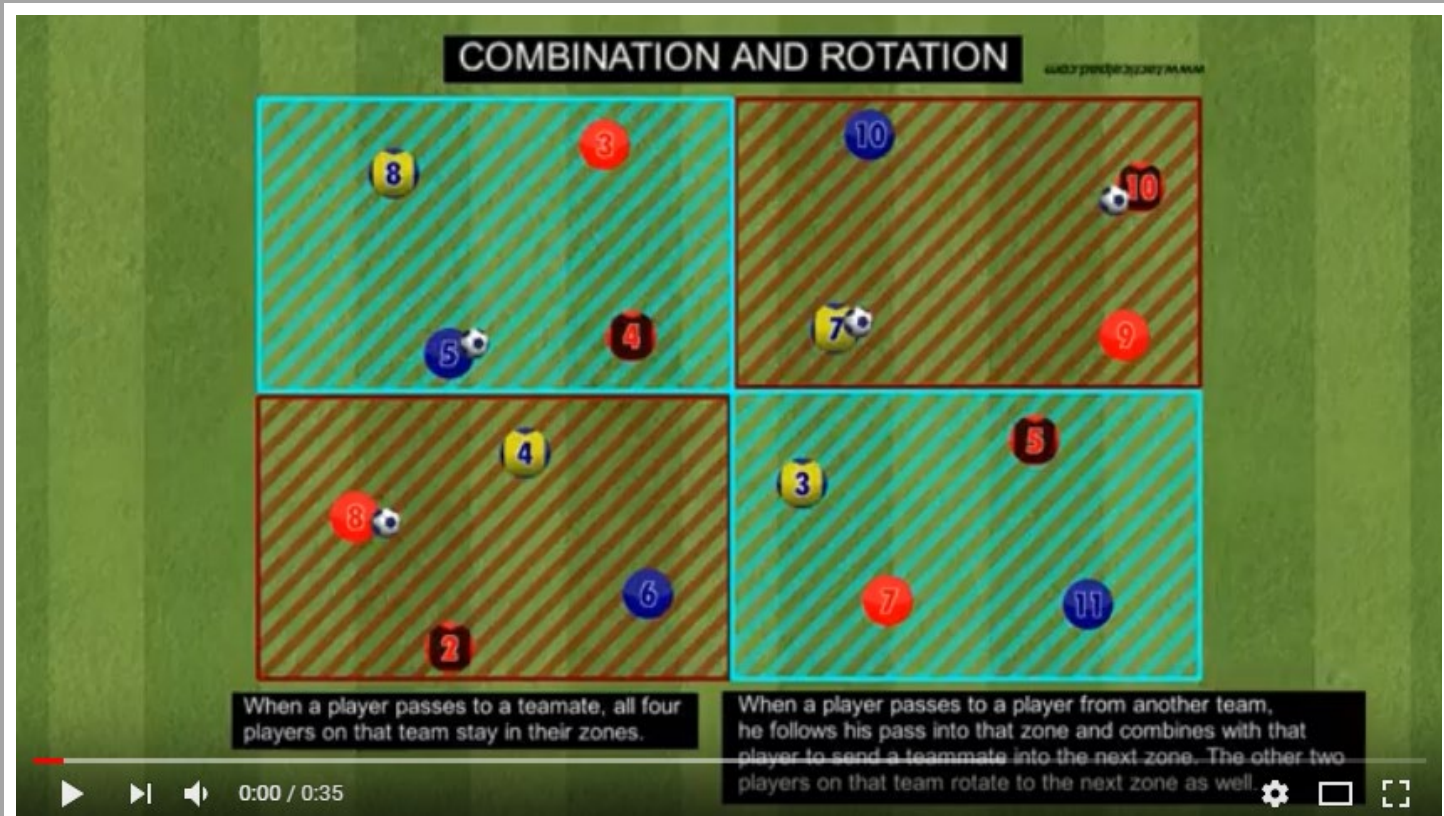 COMBINATION AND ROTATION
www.tacticalpad.com
8
3
5
4
10
10
7
9
4
8
6
2
5
3
7
11
When a player passes to a teamate, all four
players on that team stay in their zones.
When a player passes to a player from another team,
he follows his pass into that zone and combines with that
player to send a teammate into the next zone. The other two
players on that team rotate to the next zone as well.
0:00 / 0:35